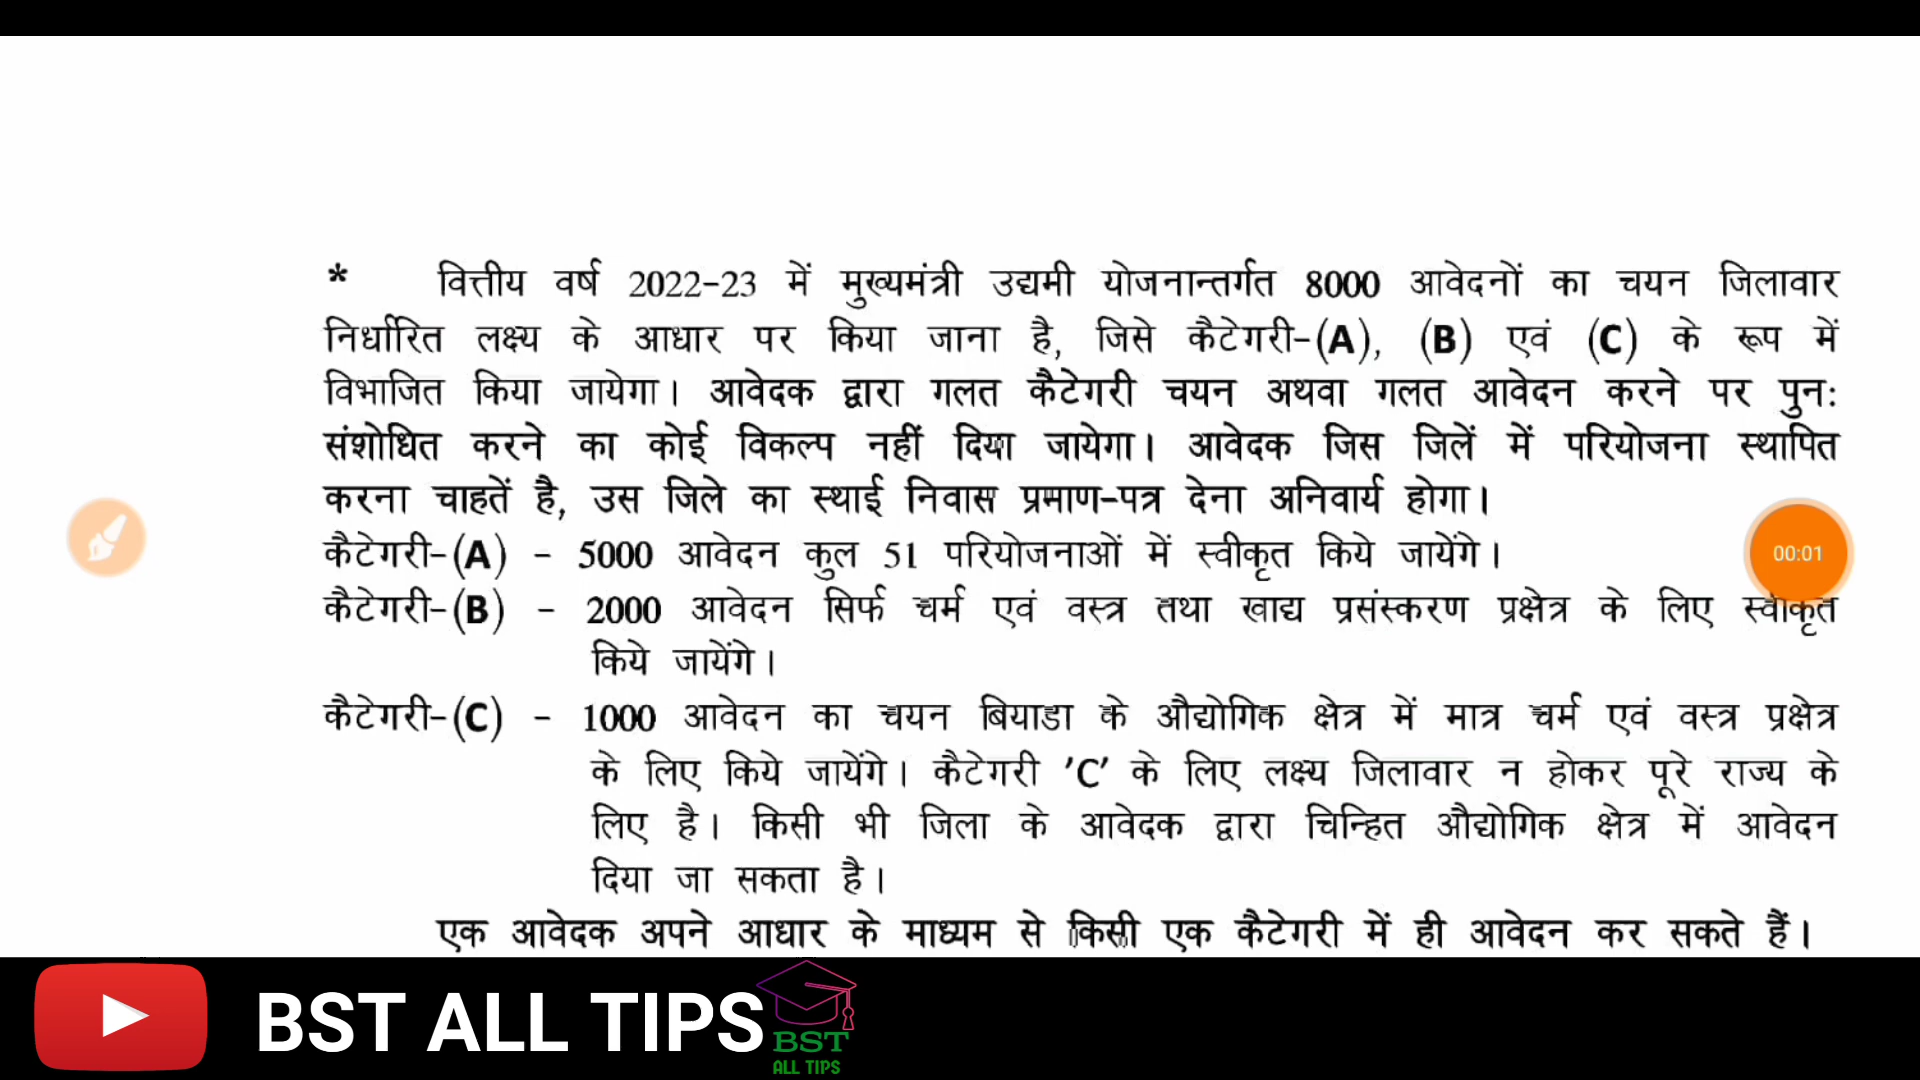 * वित्तीय वर्ष 2022-23 में मुख्यमंत्री उद्यमी योजनान्तर्गत 8000 आवेदनों का चयन जिलावार
निर्धारित लक्ष्य के आधार पर किया जाना है, जिसे कैटेगरी-(A), (B) एवं (C) के रूप में
विभाजित किया जायेगा। आवेदक द्वारा गलत कैटेगरी चयन अथवा गलत आवेदन करने पर पुनः
संशोधित करने का कोई विकल्प नहीं दिया जायेगा। आवेदक जिस जिलें में परियोजना स्थापित
करना चाहतें है, उस जिले का स्थाई निवास प्रमाण-पत्र देना अनिवार्य होगा।
कैटेगरी-(A) - 5000 आवेदन कुल 51 परियोजनाओं में स्वीकृत किये जायेंगे।
00:01
कैटेगरी-(B) - 2000 आवेदन सिर्फ चर्म एवं वस्त्र तथा खाद्य प्रसंस्करण प्रक्षेत्र के लिए स्वीकृत
किये जायेंगे।
कैटेगरी-(C) - 1000 आवेदन का चयन बियाडा के औद्योगिक क्षेत्र में मात्र चर्म एवं वस्त्र प्रक्षेत्र
के लिए किये जायेंगे। कैटेगरी 'C' के लिए लक्ष्य जिलावार न होकर पूरे राज्य के
लिए है। किसी भी जिला के आवेदक द्वारा चिन्हित औद्योगिक क्षेत्र में आवेदन
दिया जा सकता है।
एक आवेदक अपने आधार के माध्यम से किसी एक कैटेगरी में ही आवेदन कर सकते हैं।
BST ALL TIPS
BST
ALL TIPS